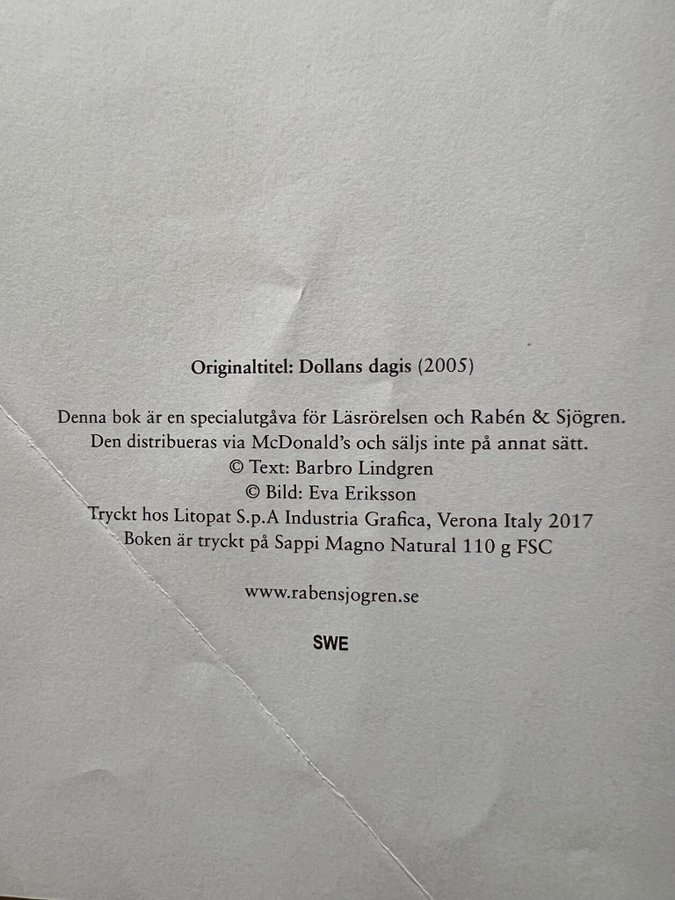 Originaltitel: Dollans dagis (2005)
Denna bok är en specialutgåva för Läsrörelsen och Rabén & Sjögren.
Den distribueras via McDonald's och säljs inte på annat sätt.
© Text: Barbro Lindgren
© Bild: Eva Eriksson
Tryckt hos Litopat S.p.A Industria Grafica, Verona Italy 2017
Boken är tryckt på Sappi Magno Natural 110 g FSC
www.rabensjogren.se
SWE